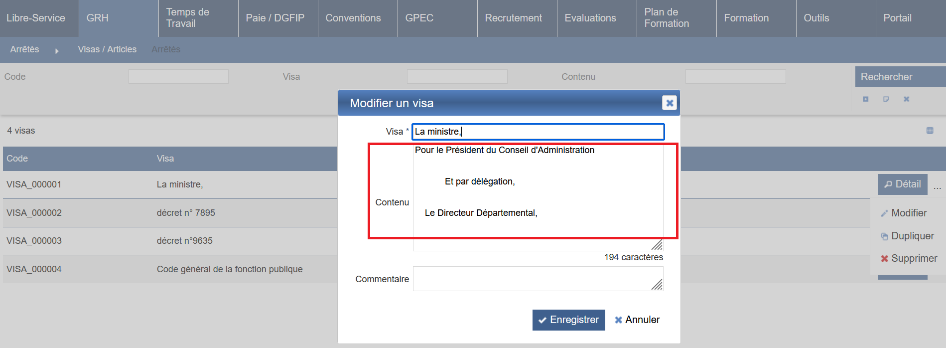 Libre-Service GRH Temps de Travail Paie / DGFIP Conventions GPEC Recrutement Evaluations Plan de Formation Formation Outils Portail
Arrêtés Visas / Articles Arrêtés
Code Visa Contenu Rechercher
Modifier un visa
4 visas
Visa * La ministre,
Code Visa
Pour le Président du Conseil d'Administration
VISA_000001 La ministre,
Et par délégation,
Détail ...
Contenu
VISA_000002 décret n° 7895
Le Directeur Départemental,
Modifier
VISA_000003 décret n°9635
Dupliquer
194 caractères
Supprimer
VISA_000004 Code général de la fonction publique
Commentaire
Enregistrer Annuler